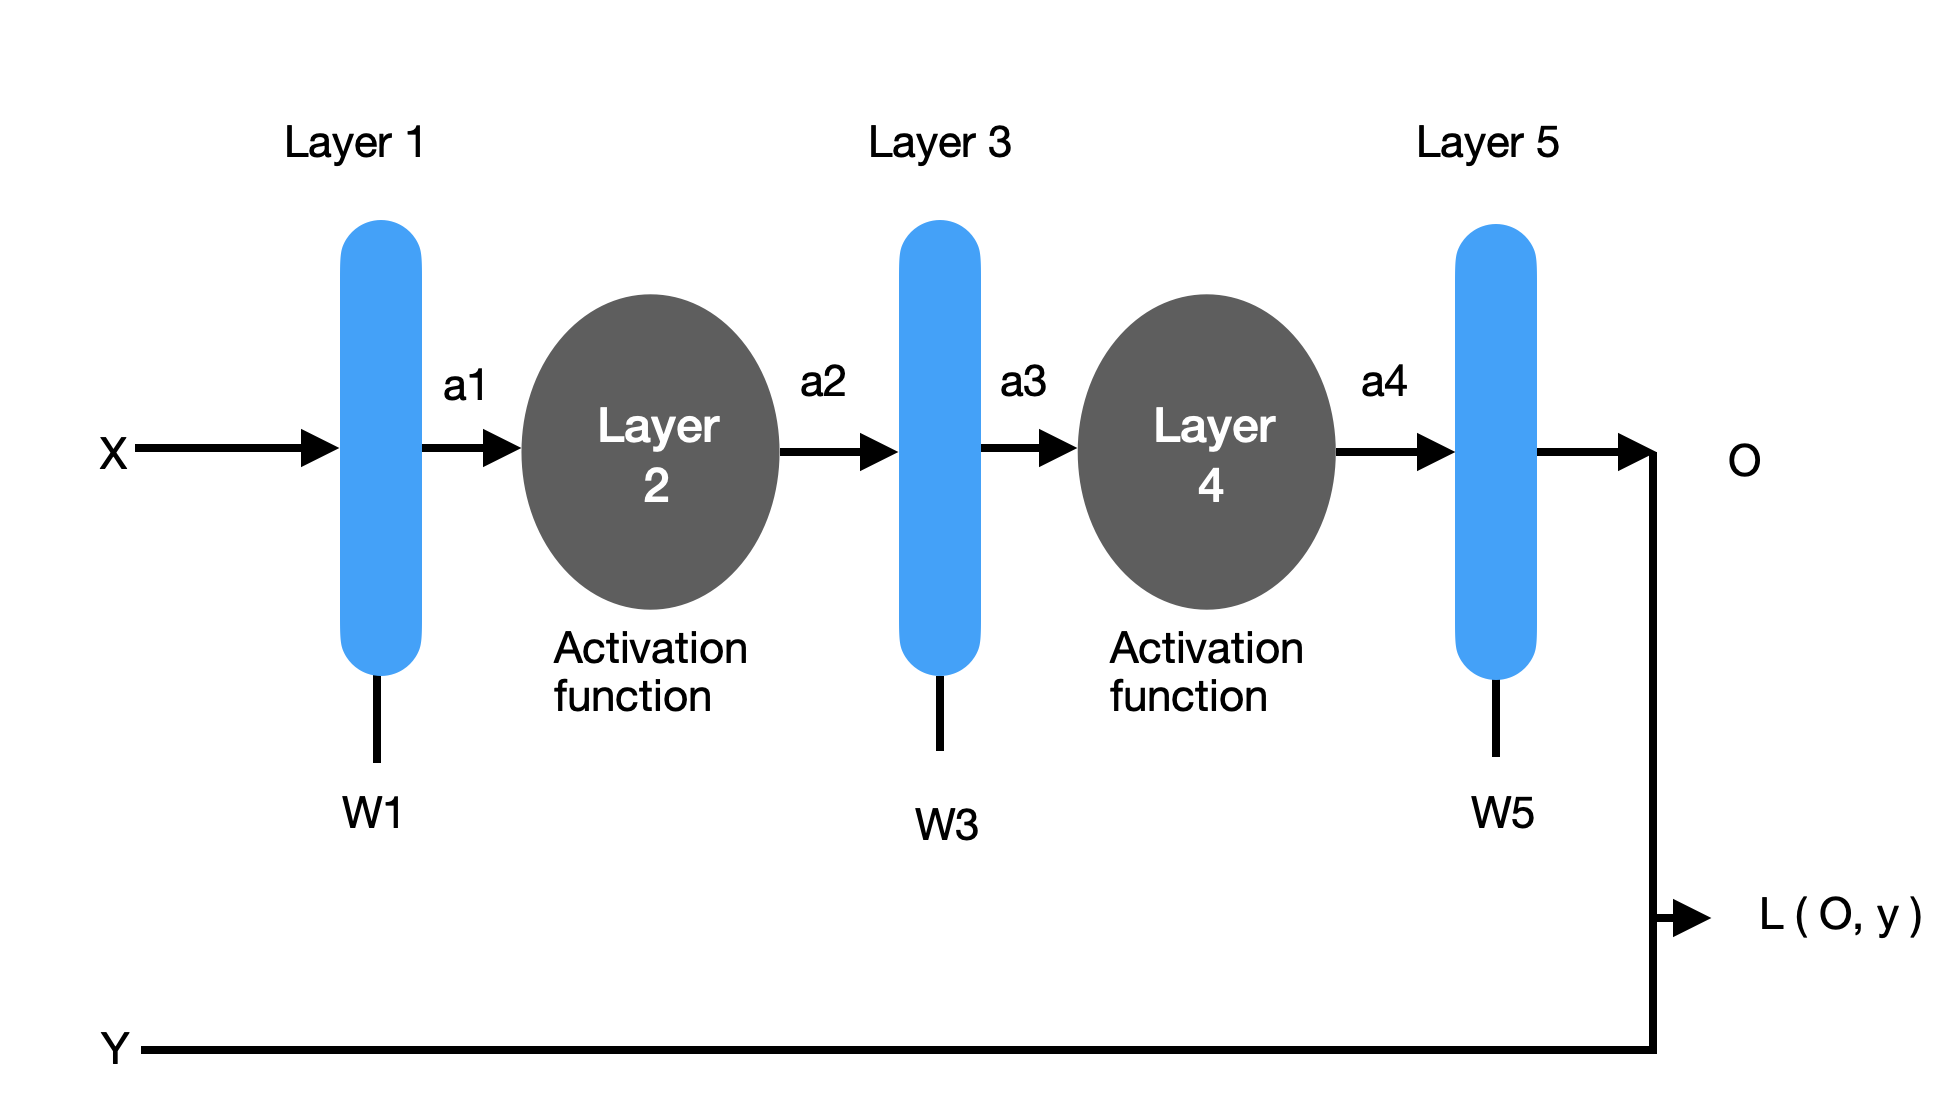 Layer 1
Layer 3
Layer 5
a1
a2
a3
a4
X
Layer
2
Layer
4
O
Activation
function
Activation
function
W1
W3
W5
L ( O, y )
Y